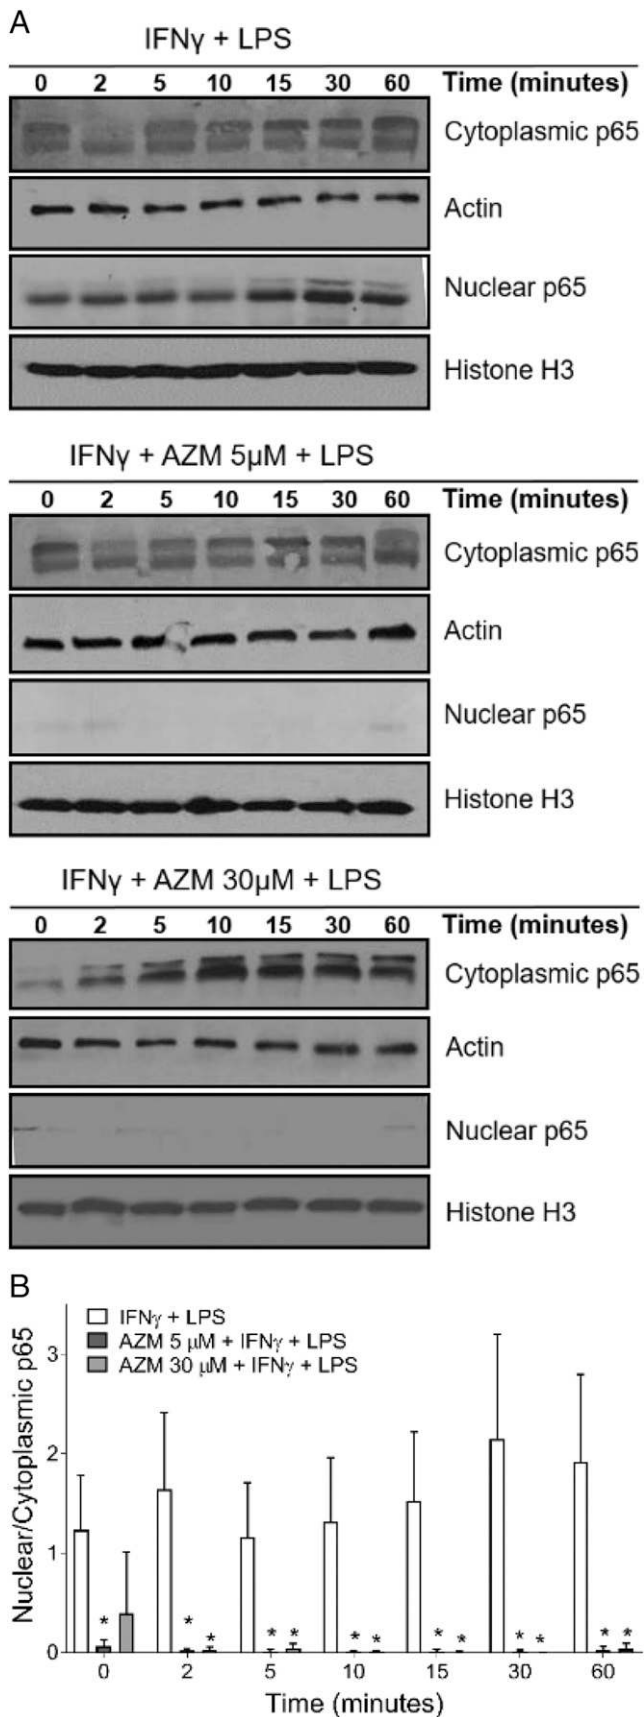 A
IFNγ + LPS
0 2 5 10 15 30 60 Time (minutes)
Cytoplasmic p65
Actin
Nuclear p65
Histone H3
IFNγ + AZM 5μM + LPS
0 2 5 10 15 30 60 Time (minutes)
Cytoplasmic p65
Actin
Nuclear p65
Histone H3
IFNγ + AZM 30μM + LPS
0 2 5 10 15 30 60 Time (minutes)
Cytoplasmic p65
Actin
Nuclear p65
Histone H3
B
IFNγ + LPS
AZM 5 μM + IFNγ + LPS
AZM 30 μM + IFNγ + LPS
Nuclear/Cytoplasmic p65
3
2
1
0
* * * * * * * * * * * * *
0 2 5 10 15 30 60
Time (minutes)